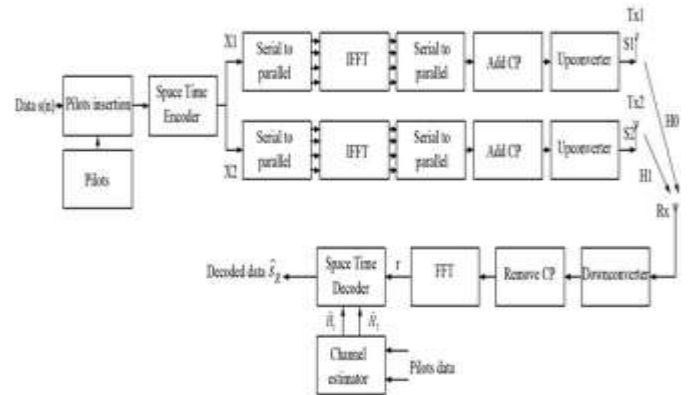 Tx1
X1
S1
Serial to parallel
IFFT
Serial to parallel
Add CP
Upconverter
Data s(n)
Pilots insertion
Space Time Encoder
Tx2
H0
S2
Serial to parallel
IFFT
Serial to parallel
Add CP
Upconverter
Pilots
X2
H1
Rx
Decoded data
Space Time Decoder
r
FFT
Remove CP
Downconverter
Channel estimator
Pilots data